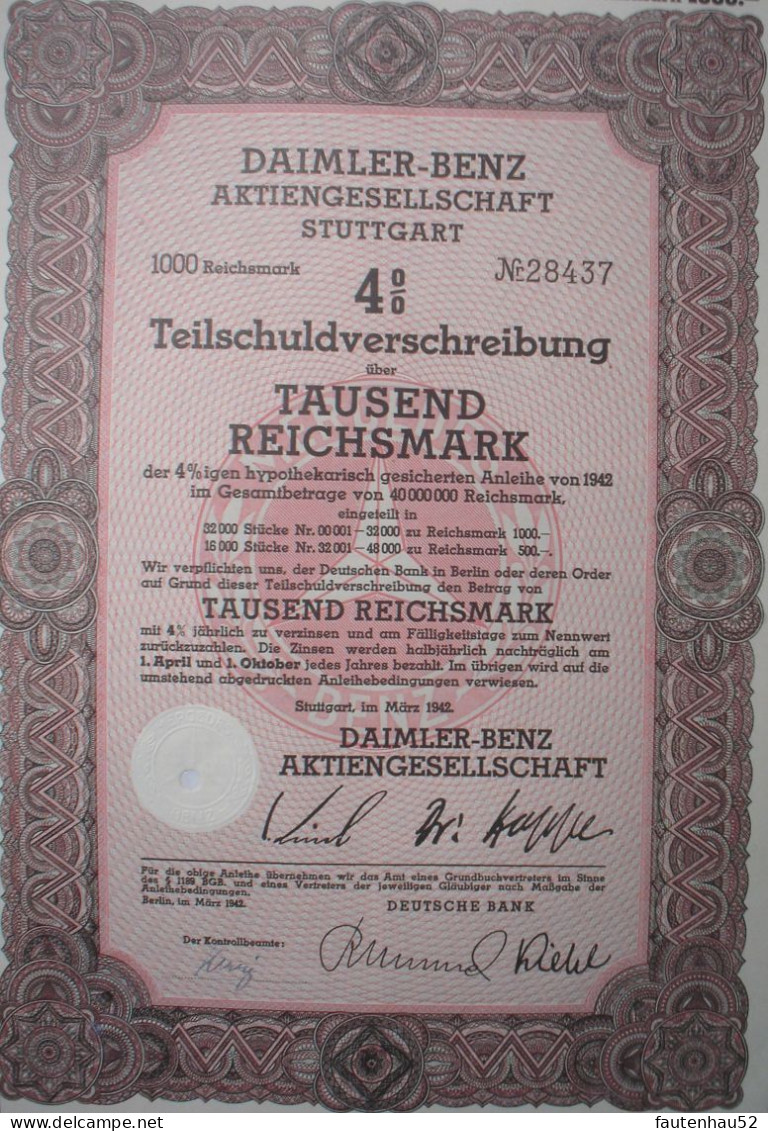 DAIMLER-BENZ
AKTIENGESELLSCHAFT
STUTTGART
1000 Reichsmark
№ 28437
4%
Teilschuldverschreibung
über
TAUSEND
REICHSMARK
der 4%igen hypothekarisch gesicherten Anleihe von 1942
im Gesamtbetrage von 40 000 000 Reichsmark,
eingeteilt in
32 000 Stücke Nr. 00 001 – 32 000 zu Reichsmark 1000.–
16 000 Stücke Nr. 32 001 – 48 000 zu Reichsmark 500.–.
Wir verpflichten uns, der Deutschen Bank in Berlin oder deren Order
auf Grund dieser Teilschuldverschreibung den Betrag von
TAUSEND REICHSMARK
mit 4% jährlich zu verzinsen und am Fälligkeitstage zum Nennwert
zurückzuzahlen. Die Zinsen werden halbjährlich nachträglich am
1. April und 1. Oktober jedes Jahres bezahlt. Im übrigen wird auf die
umstehend abgedruckten Anleihebedingungen verwiesen.
BENZ
Stuttgart, im März 1942.
DAIMLER-BENZ
AKTIENGESELLSCHAFT
Für die obige Anleihe übernehmen wir das Amt eines Grundbuchvertreters im Sinne
des § 1189 BGB. und eines Vertreters der jeweiligen Gläubiger nach Maßgabe der
Anleihebedingungen.
Berlin, im März 1942.
DEUTSCHE BANK
Der Kontrollbeamte:
delcampe.net
fautenhau52